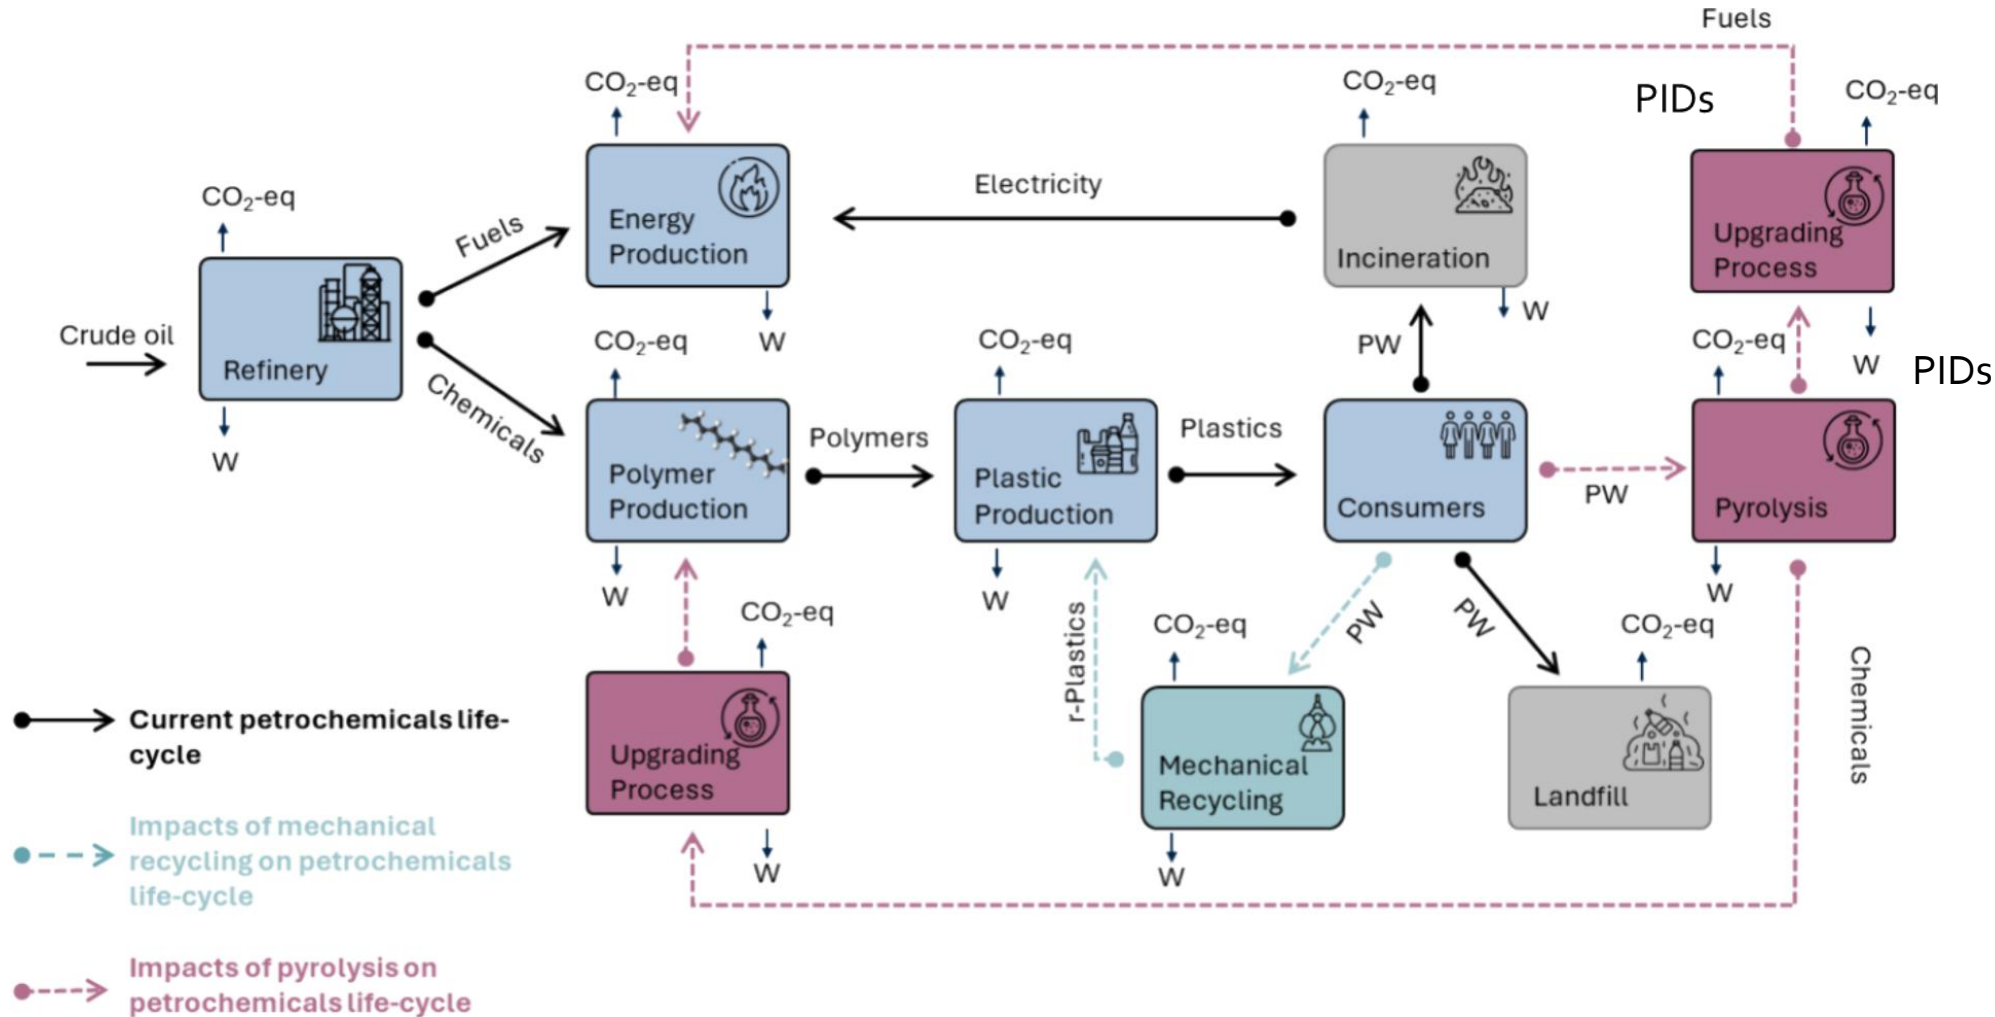 Fuels
CO₂-eq
CO₂-eq
PIDs
CO₂-eq
Electricity
CO₂-eq
Fuels
Energy
Production
Incineration
Upgrading
Process
W
W
Crude oil
Refinery
CO₂-eq
CO₂-eq
PW
CO₂-eq
W
PIDs
Chemicals
W
Polymers
Plastics
Polymer
Production
Plastic
Production
Consumers
PW
Pyrolysis
W
W
W
CO₂-eq
r-Plastics
CO₂-eq
PW
PW
CO₂-eq
Chemicals
Upgrading
Process
Mechanical
Recycling
Landfill
W
W
Current petrochemicals life-
cycle
Impacts of mechanical
recycling on petrochemicals
life-cycle
Impacts of pyrolysis on
petrochemicals life-cycle